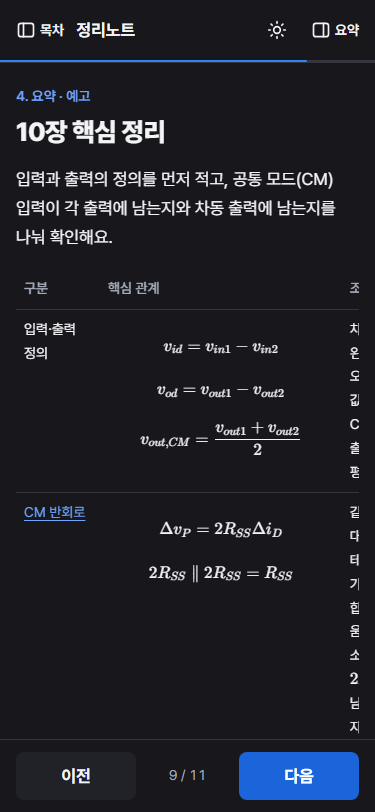 목차 정리노트 요약
4. 요약 · 예고
10장 핵심 정리
입력과 출력의 정의를 먼저 적고, 공통 모드(CM)
입력이 각 출력에 남는지와 차동 출력에 남는지를
나눠 확인해요.
구분 핵심 관계
입력·출력
정의
v_{id} = v_{in1} − v_{in2}
v_{od} = v_{out1} − v_{out2}
v_{out,CM} = \frac{v_{out1} + v_{out2}}{2}
CM 반회로
Δv_P = 2R_{SS}Δi_D
2R_{SS} ∥ 2R_{SS} = R_{SS}
이전 9 / 11 다음